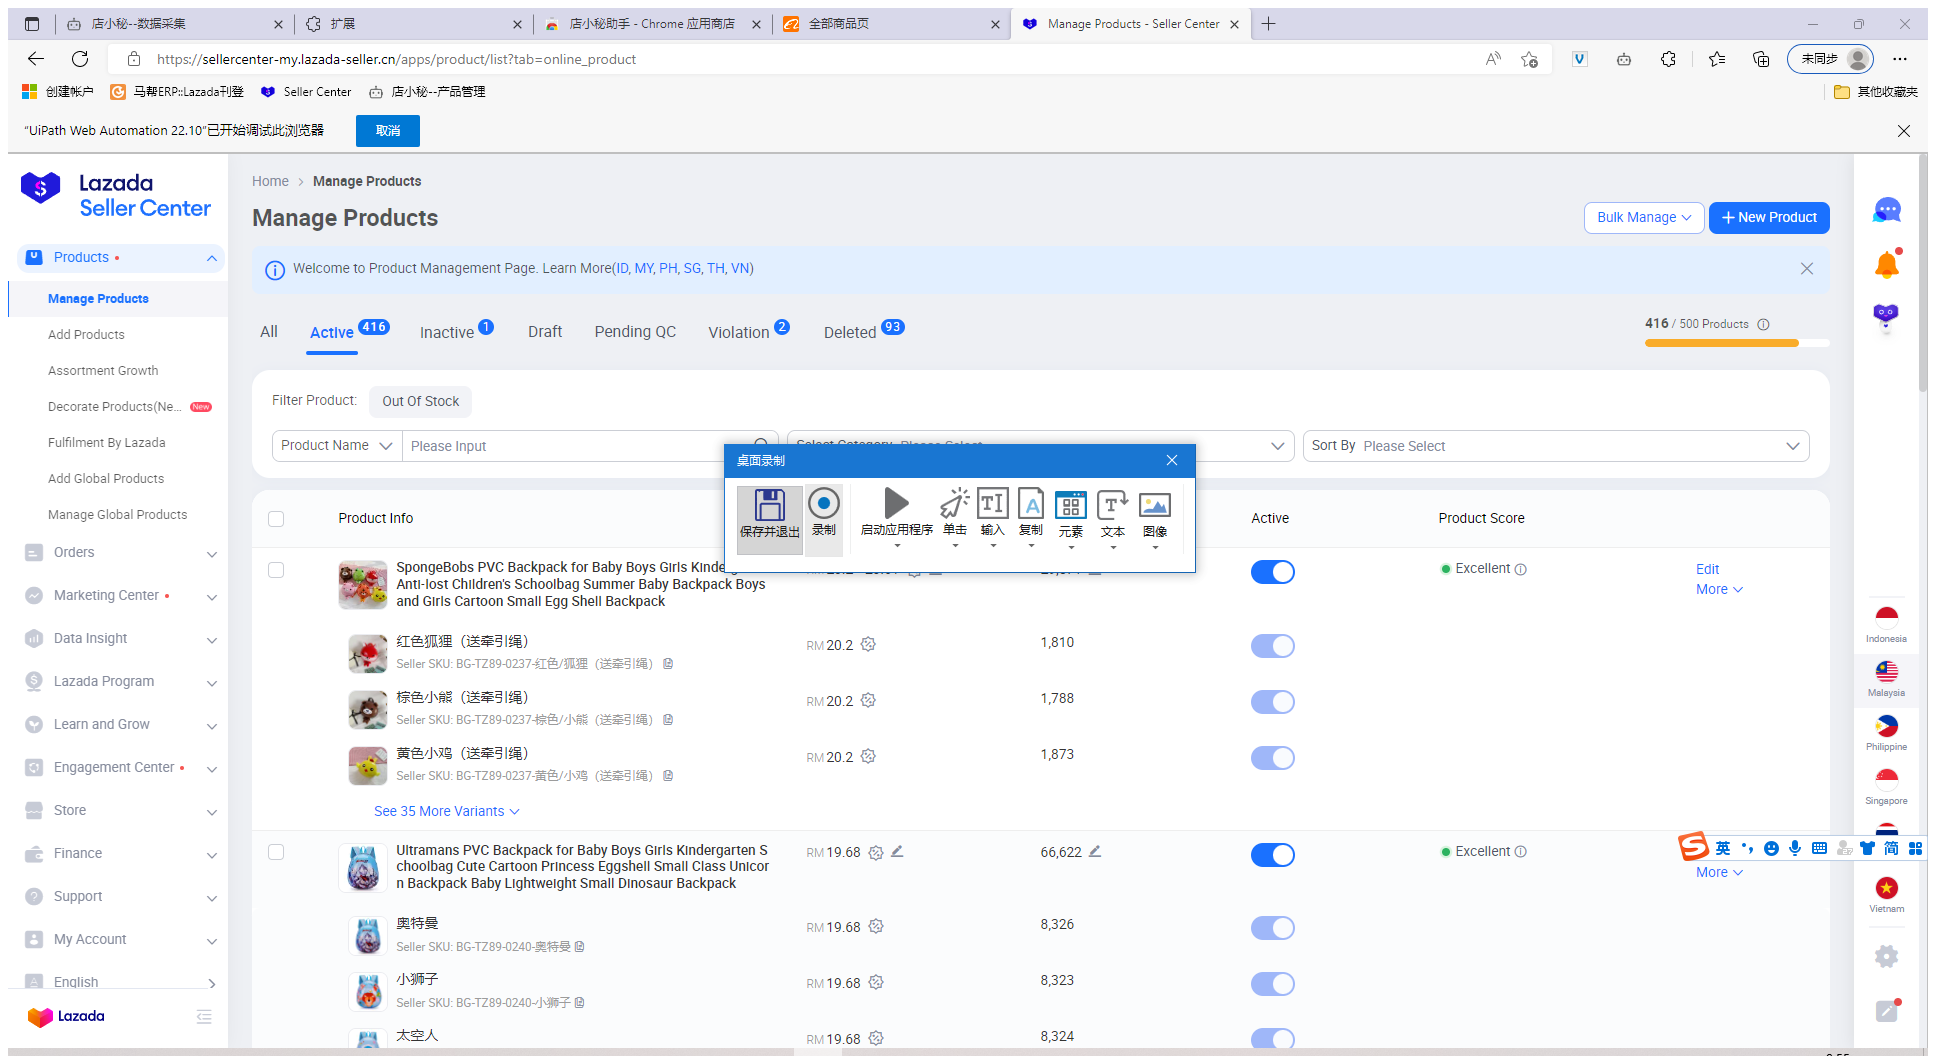 店小秘--数据采集
扩展
店小秘助手 - Chrome 应用商店
全部商品页
Manage Products - Seller Center
https://sellercenter-my.lazada-seller.cn/apps/product/list?tab=online_product
未同步
创建帐户
马帮ERP::Lazada刊登
Seller Center
店小秘--产品管理
其他收藏夹
"UiPath Web Automation 22.10"已开始调试此浏览器
取消
Lazada
Seller Center
Home > Manage Products
Manage Products
Bulk Manage
+ New Product
Welcome to Product Management Page. Learn More(ID, MY, PH, SG, TH, VN)
Products
Manage Products
Add Products
Assortment Growth
Decorate Products(Ne... New
Fulfilment By Lazada
Add Global Products
Manage Global Products
Orders
Marketing Center
Data Insight
Lazada Program
Learn and Grow
Engagement Center
Store
Finance
Support
My Account
English
Lazada
All
Active 416
Inactive 1
Draft
Pending QC
Violation 2
Deleted 93
416 / 500 Products
Filter Product:
Out Of Stock
Product Name
Please Input
Select Category
Sort By Please Select
桌面录制
保存并退出
录制
启动应用程序
单击
输入
复制
元素
文本
图像
Product Info
Active
Product Score
SpongeBobs PVC Backpack for Baby Boys Girls Kinde
Anti-lost Children's Schoolbag Summer Baby Backpack Boys
and Girls Cartoon Small Egg Shell Backpack
Excellent
Edit
More
红色狐狸（送牵引绳）
Seller SKU: BG-TZ89-0237-红色/狐狸（送牵引绳）
RM 20.2
1,810
棕色小熊（送牵引绳）
Seller SKU: BG-TZ89-0237-棕色/小熊（送牵引绳）
RM 20.2
1,788
黄色小鸡（送牵引绳）
Seller SKU: BG-TZ89-0237-黄色/小鸡（送牵引绳）
RM 20.2
1,873
See 35 More Variants
Ultramans PVC Backpack for Baby Boys Girls Kindergarten S
choolbag Cute Cartoon Princess Eggshell Small Class Unicor
n Backpack Baby Lightweight Small Dinosaur Backpack
RM 19.68
66,622
Excellent
More
奥特曼
Seller SKU: BG-TZ89-0240-奥特曼
RM 19.68
8,326
小狮子
Seller SKU: BG-TZ89-0240-小狮子
RM 19.68
8,323
太空人
RM 19.68
8,324
Indonesia
Malaysia
Philippine
Singapore
Vietnam
英
简